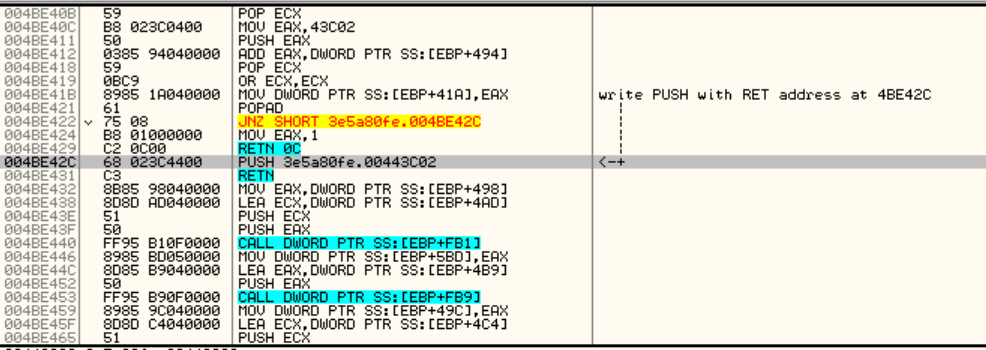 004BE40B 59 POP ECX
004BE40C B8 023C0400 MOV EAX,43C02
004BE411 50 PUSH EAX
004BE412 0385 94040000 ADD EAX,DWORD PTR SS:[EBP+494]
004BE418 59 POP ECX
004BE419 0BC9 OR ECX,ECX
004BE41B 8985 1A040000 MOV DWORD PTR SS:[EBP+41A],EAX write PUSH with RET address at 4BE42C
004BE421 61 POPAD
004BE422 75 08 JNZ SHORT 3e5a80fe.004BE42C
004BE424 B8 01000000 MOV EAX,1
004BE429 C2 0C00 RETN 0C
004BE42C 68 023C4400 PUSH 3e5a80fe.00443C02 <-+
004BE431 C3 RETN
004BE432 8B85 98040000 MOV EAX,DWORD PTR SS:[EBP+498]
004BE438 8D8D AD040000 LEA ECX,DWORD PTR SS:[EBP+4AD]
004BE43E 51 PUSH ECX
004BE43F 50 PUSH EAX
004BE440 FF95 B10F0000 CALL DWORD PTR SS:[EBP+FB1]
004BE446 8985 BD050000 MOV DWORD PTR SS:[EBP+5BD],EAX
004BE44C 8D85 B9040000 LEA EAX,DWORD PTR SS:[EBP+4B9]
004BE452 50 PUSH EAX
004BE453 FF95 B90F0000 CALL DWORD PTR SS:[EBP+FB9]
004BE459 8985 9C040000 MOV DWORD PTR SS:[EBP+49C],EAX
004BE45F 8D8D C4040000 LEA ECX,DWORD PTR SS:[EBP+4C4]
004BE465 51 PUSH ECX